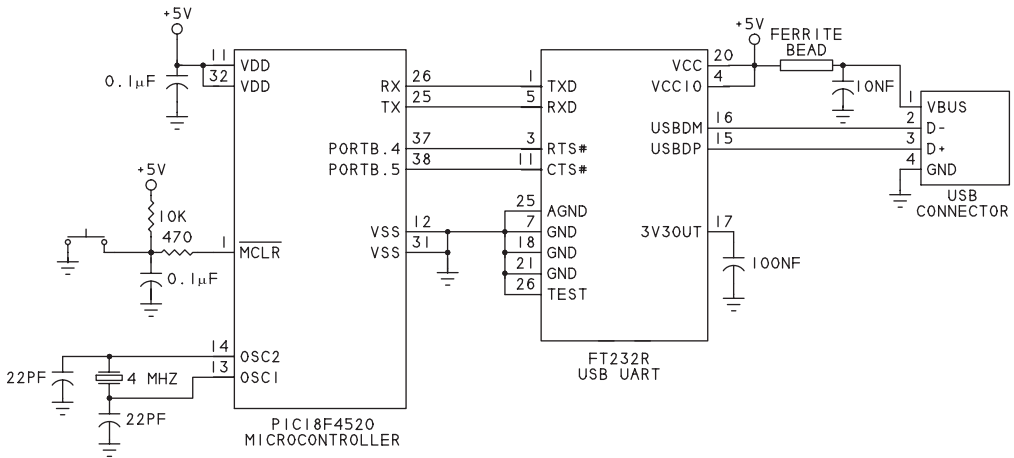 +5V
11 VDD
32 VDD
0.1µF
RX 26
TX 25
PORTB.4 37
PORTB.5 38
+5V
10K
470
1 MCLR
0.1µF
VSS 12
VSS 31
14 OSC2
13 OSC1
22PF
4 MHZ
22PF
PIC18F4520
MICROCONTROLLER
1 TXD
5 RXD
3 RTS#
11 CTS#
25 AGND
7 GND
18 GND
21 GND
26 TEST
+5V
VCC 20
VCCIO 4
USBDM 16
USBDP 15
3V3OUT 17
100NF
FT232R
USB UART
FERRITE
BEAD
10NF
1 VBUS
2 D-
3 D+
4 GND
USB
CONNECTOR